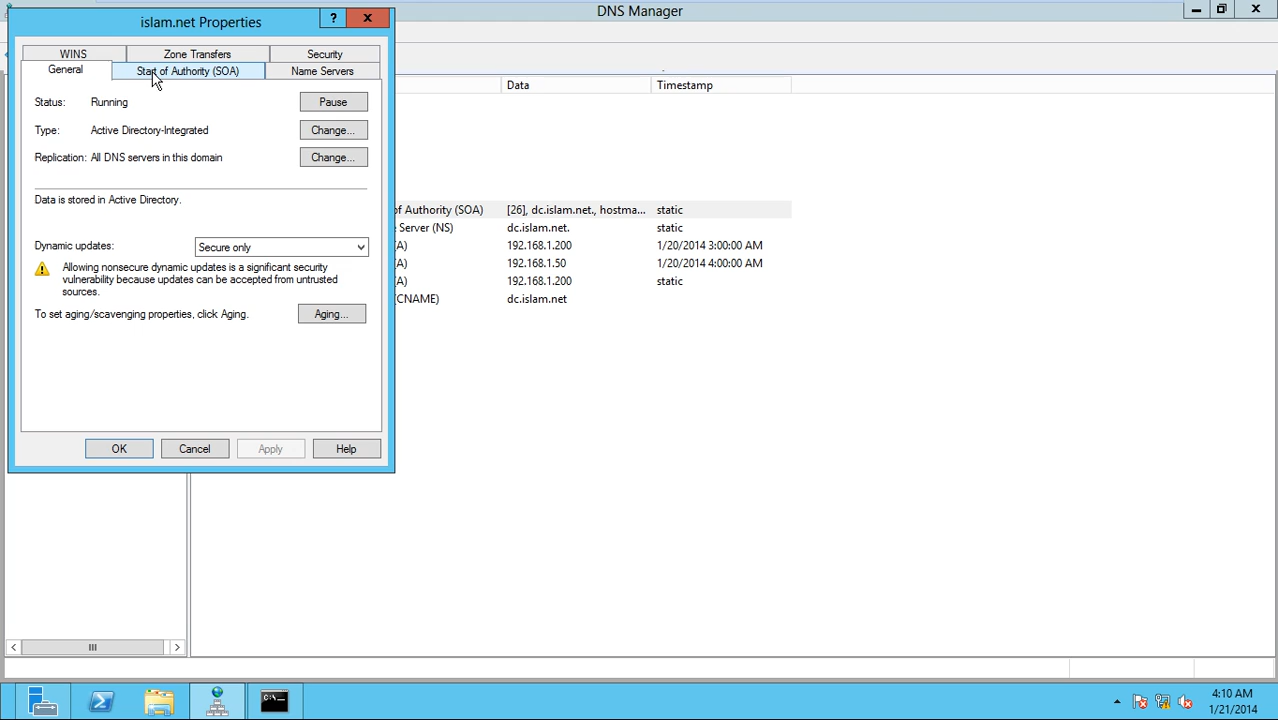 DNS Manager
islam.net Properties
?
WINS
Zone Transfers
Security
General
Start of Authority (SOA)
Name Servers
Status: Running
Pause
Type: Active Directory-Integrated
Change...
Replication: All DNS servers in this domain
Change...
Data is stored in Active Directory.
Dynamic updates:
Secure only
Allowing nonsecure dynamic updates is a significant security
vulnerability because updates can be accepted from untrusted
sources.
To set aging/scavenging properties, click Aging.
Aging...
OK
Cancel
Apply
Help
Data
Timestamp
of Authority (SOA) [26], dc.islam.net., hostma... static
Server (NS) dc.islam.net. static
(A) 192.168.1.200 1/20/2014 3:00:00 AM
(A) 192.168.1.50 1/20/2014 4:00:00 AM
(A) 192.168.1.200 static
(CNAME) dc.islam.net
4:10 AM
1/21/2014